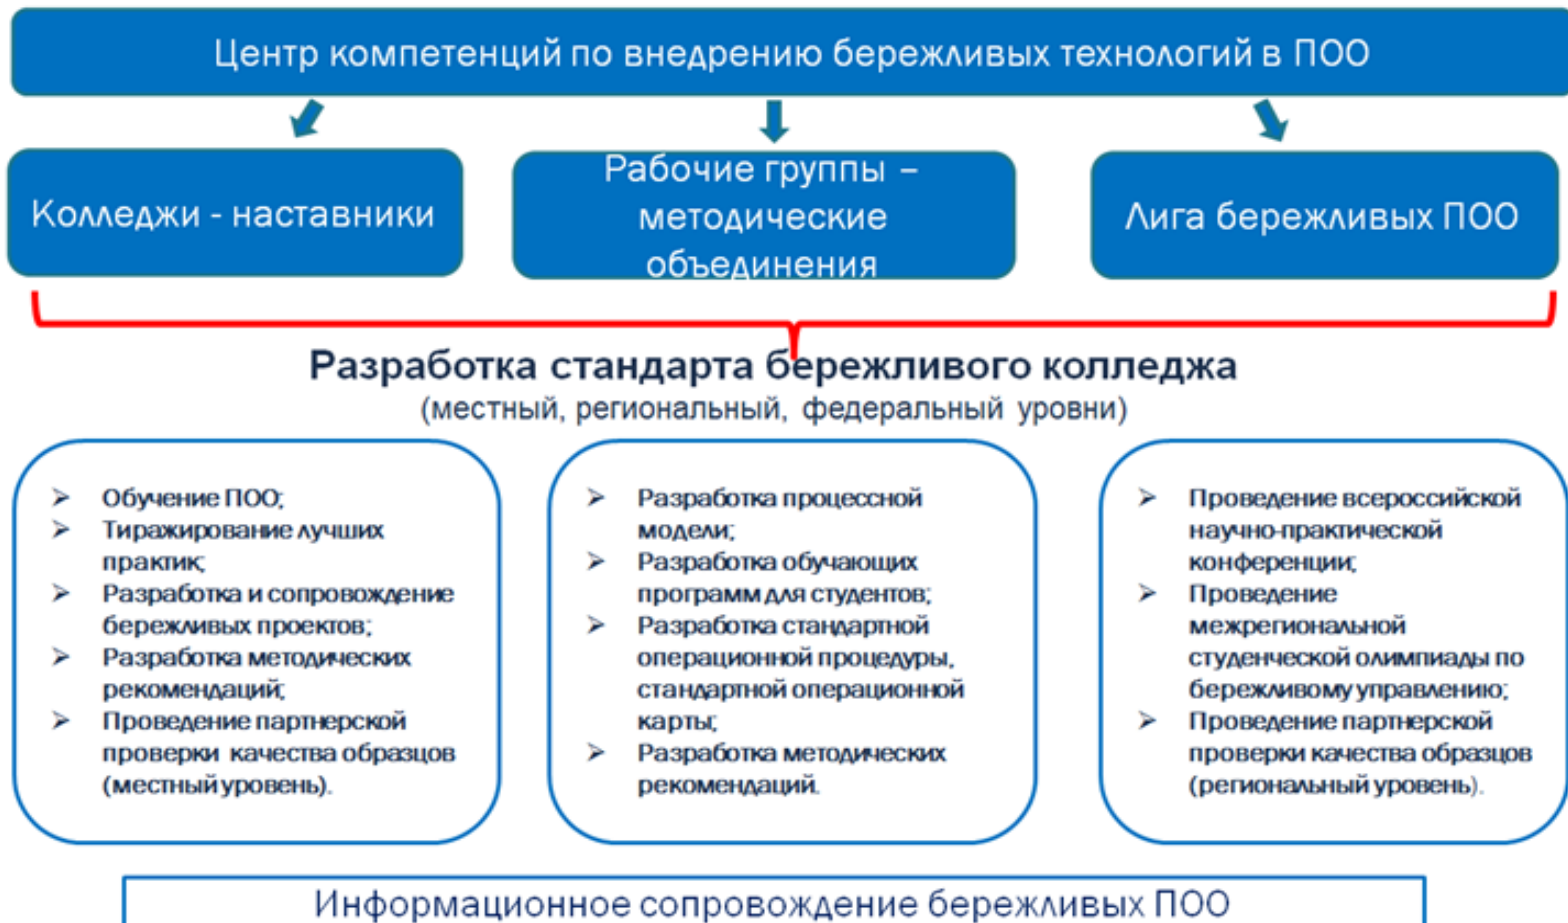 Центр компетенций по внедрению бережливых технологий в ПОО
Колледжи - наставники
Рабочие группы –
методические
объединения
Лига бережливых ПОО
Разработка стандарта бережливого колледжа
(местный, региональный, федеральный уровни)
➢ Обучение ПОО;
➢ Тиражирование лучших
практик;
➢ Разработка и сопровождение
бережливых проектов;
➢ Разработка методических
рекомендаций;
➢ Проведение партнерской
проверки качества образцов
(местный уровень).
➢ Разработка процессной
модели;
➢ Разработка обучающих
программ для студентов;
➢ Разработка стандартной
операционной процедуры,
стандартной операционной
карты;
➢ Разработка методических
рекомендаций.
➢ Проведение всероссийской
научно-практической
конференции;
➢ Проведение
межрегиональной
студенческой олимпиады по
бережливому управлению;
➢ Проведение партнерской
проверки качества образцов
(региональный уровень).
Информационное сопровождение бережливых ПОО